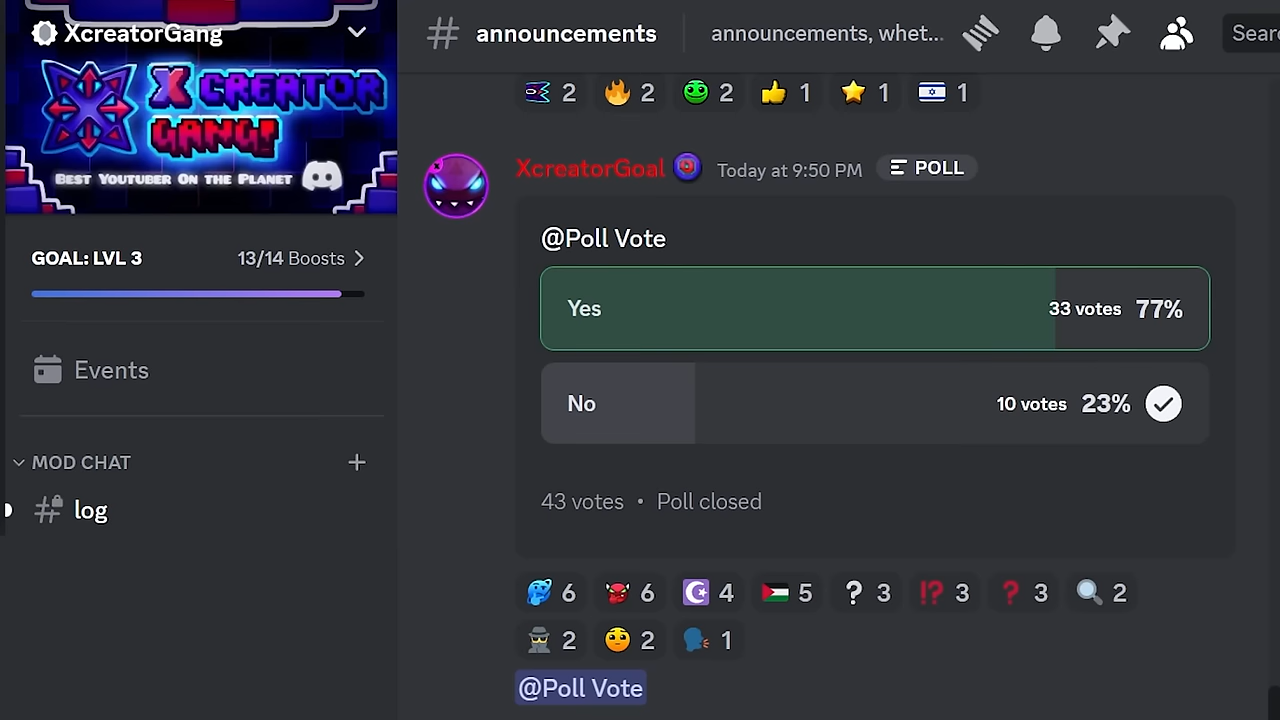 XcreatorGang
X CREATOR
GANG!
BEST YOUTUBER ON THE PLANET
GOAL: LVL 3 13/14 Boosts
Events
MOD CHAT
log
announcements announcements, whet... Sear
2 2 2 1 1 1
XcreatorGoal Today at 9:50 PM POLL
@Poll Vote
Yes 33 votes 77%
No 10 votes 23%
43 votes • Poll closed
6 6 4 5 ? 3 !? 3 ? 3 2
2 2 1
@Poll Vote